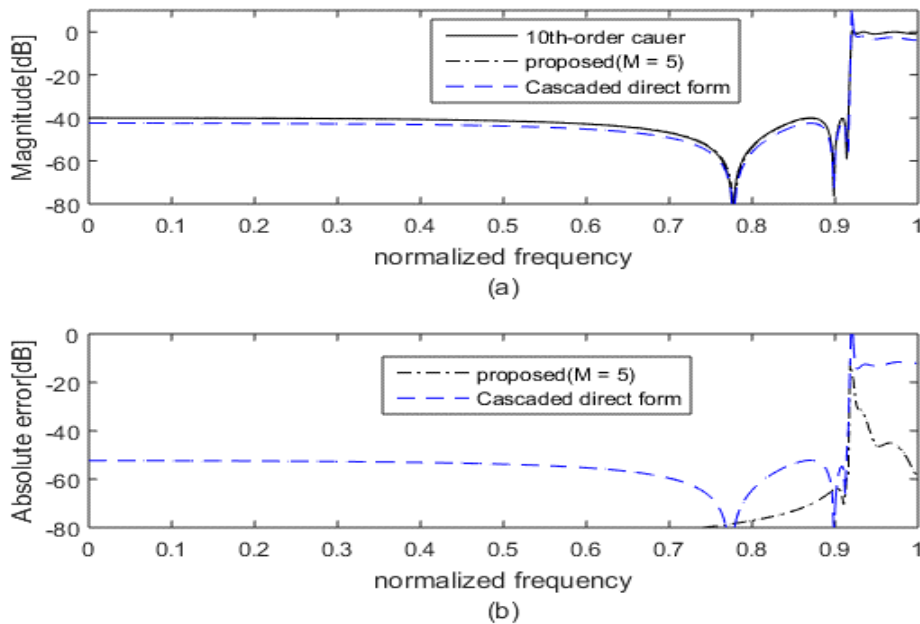 0
-20
-40
-60
-80
Magnitude[dB]
10th-order cauer
proposed(M = 5)
Cascaded direct form
0 0.1 0.2 0.3 0.4 0.5 0.6 0.7 0.8 0.9 1
normalized frequency
(a)
0
-20
-40
-60
-80
Absolute error[dB]
proposed(M = 5)
Cascaded direct form
0 0.1 0.2 0.3 0.4 0.5 0.6 0.7 0.8 0.9 1
normalized frequency
(b)